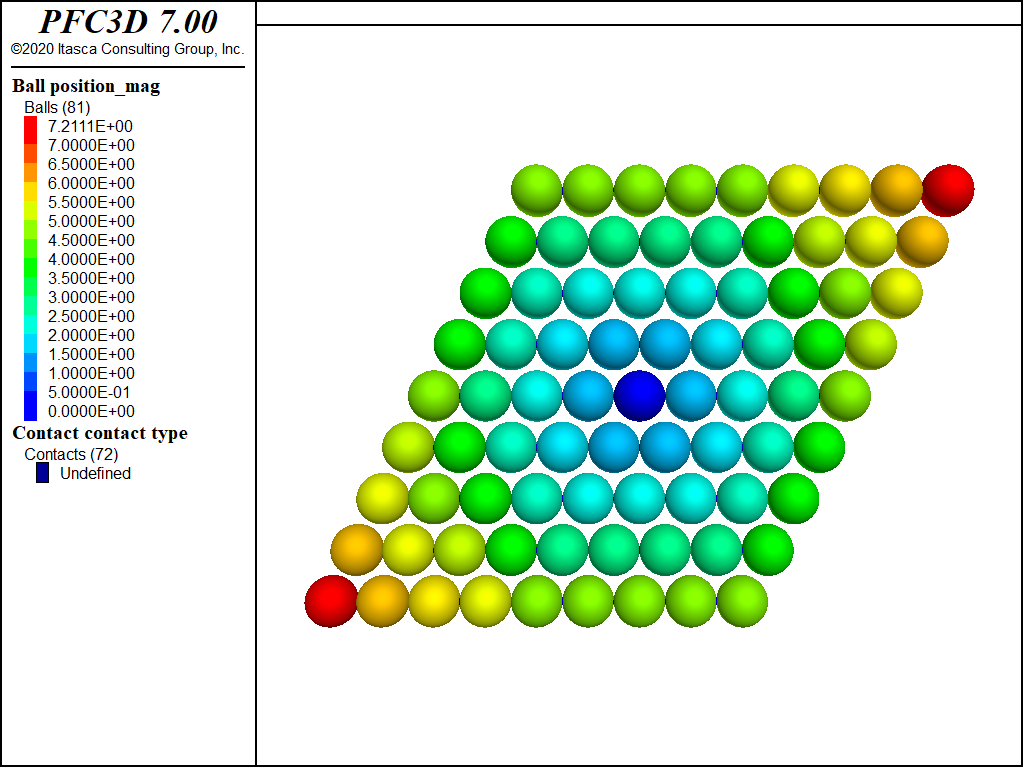 PFC3D 7.00
©2020 Itasca Consulting Group, Inc.
Ball position_mag
Balls (81)
7.2111E+00
7.0000E+00
6.5000E+00
6.0000E+00
5.5000E+00
5.0000E+00
4.5000E+00
4.0000E+00
3.5000E+00
3.0000E+00
2.5000E+00
2.0000E+00
1.5000E+00
1.0000E+00
5.0000E-01
0.0000E+00
Contact contact type
Contacts (72)
Undefined